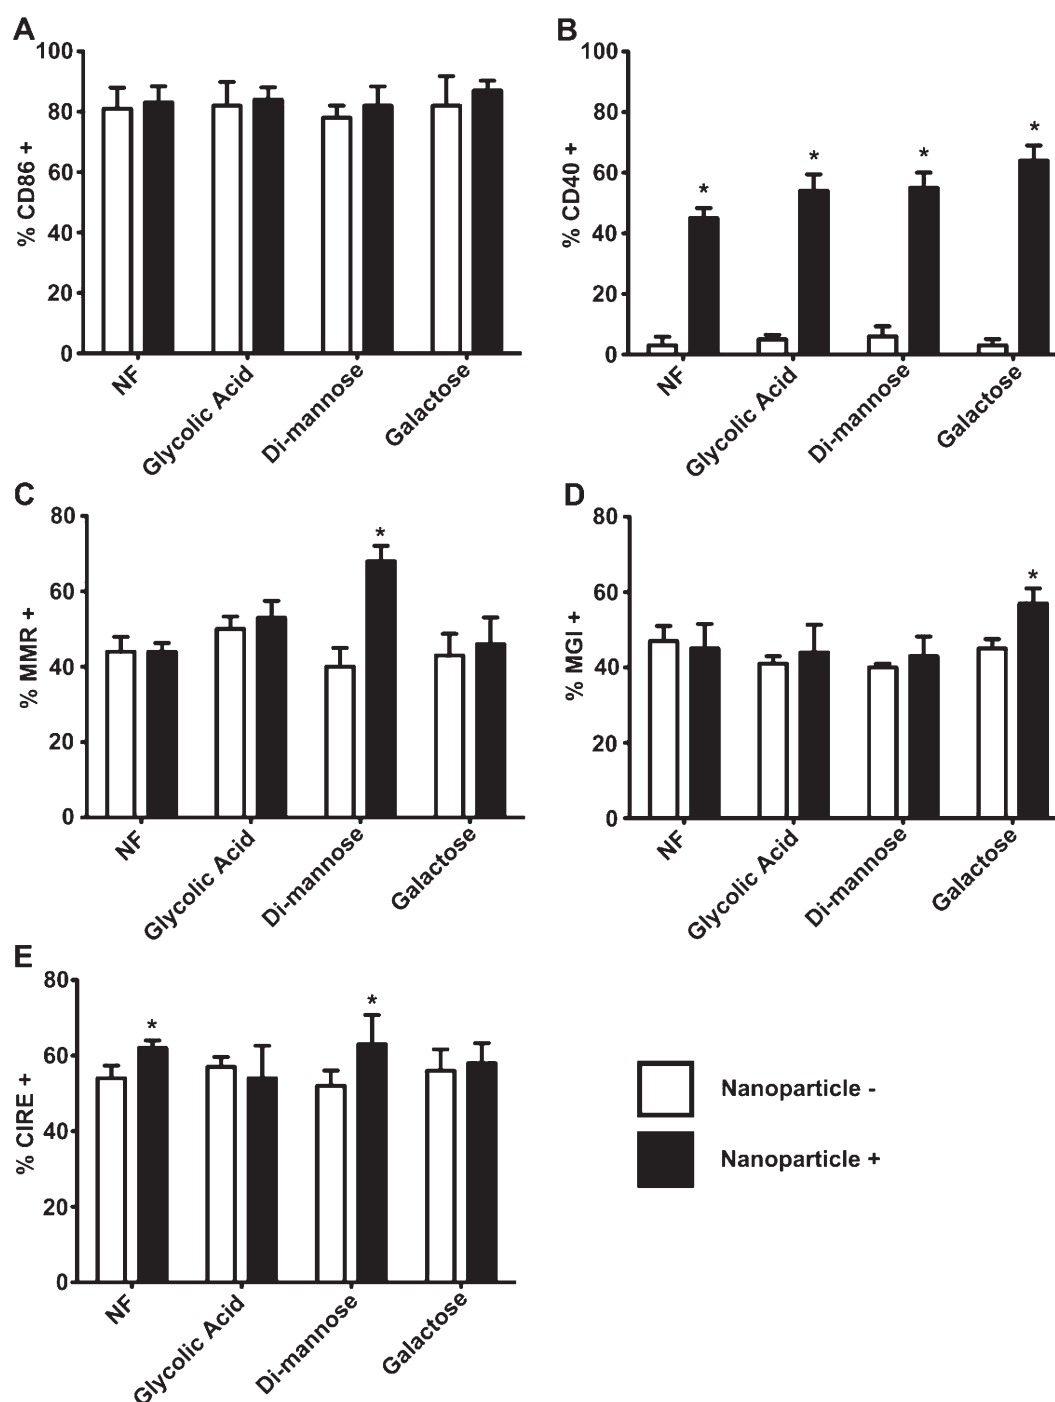 A
100
80
60
40
20
0
% CD86 +
NF
Glycolic Acid
Di-mannose
Galactose
B
100
80
60
40
20
0
% CD40 +
*
*
*
*
NF
Glycolic Acid
Di-mannose
Galactose
C
80
60
40
20
0
% MMR +
*
NF
Glycolic Acid
Di-mannose
Galactose
D
80
60
40
20
0
% MGl +
*
NF
Glycolic Acid
Di-mannose
Galactose
E
80
60
40
20
0
% CIRE +
*
*
NF
Glycolic Acid
Di-mannose
Galactose
Nanoparticle -
Nanoparticle +